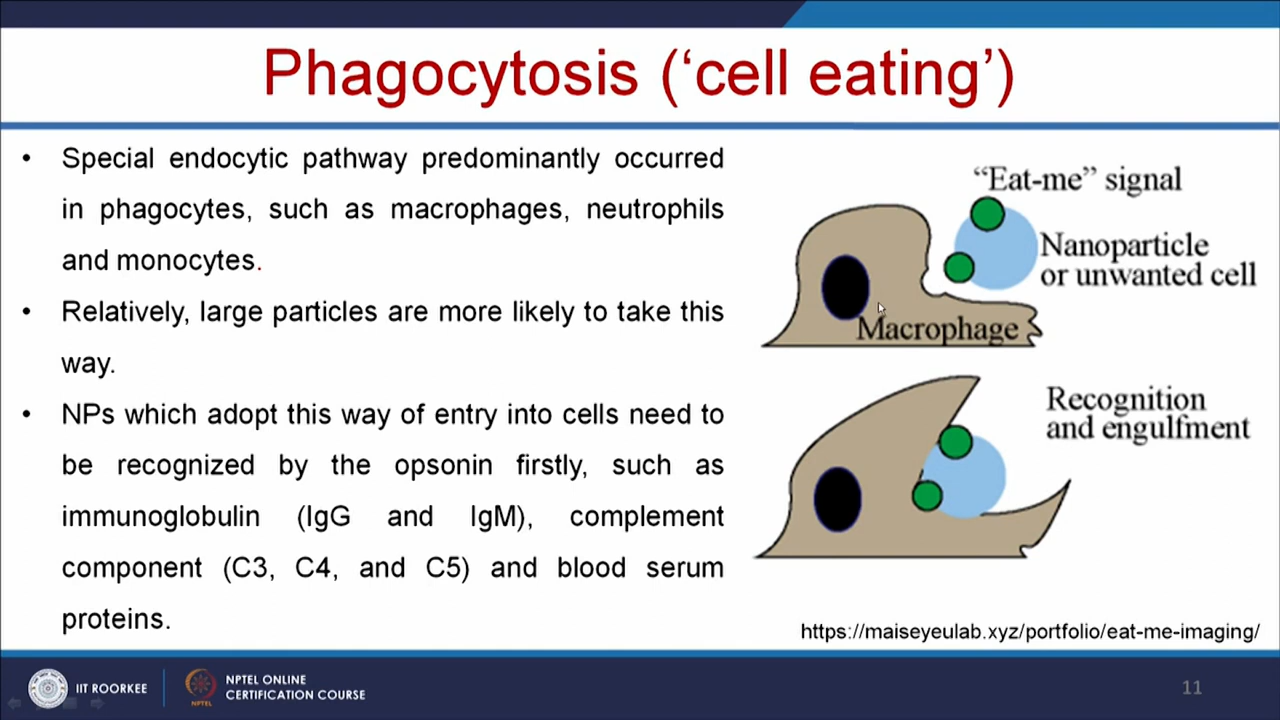 Phagocytosis (‘cell eating’)
• Special endocytic pathway predominantly occurred
in phagocytes, such as macrophages, neutrophils
and monocytes.
• Relatively, large particles are more likely to take this
way.
• NPs which adopt this way of entry into cells need to
be recognized by the opsonin firstly, such as
immunoglobulin (IgG and IgM), complement
component (C3, C4, and C5) and blood serum
proteins.
“Eat-me” signal
Nanoparticle
or unwanted cell
Macrophage
Recognition
and engulfment
https://maiseyeulab.xyz/portfolio/eat-me-imaging/
IIT ROORKEE
NPTEL
NPTEL ONLINE
CERTIFICATION COURSE
11